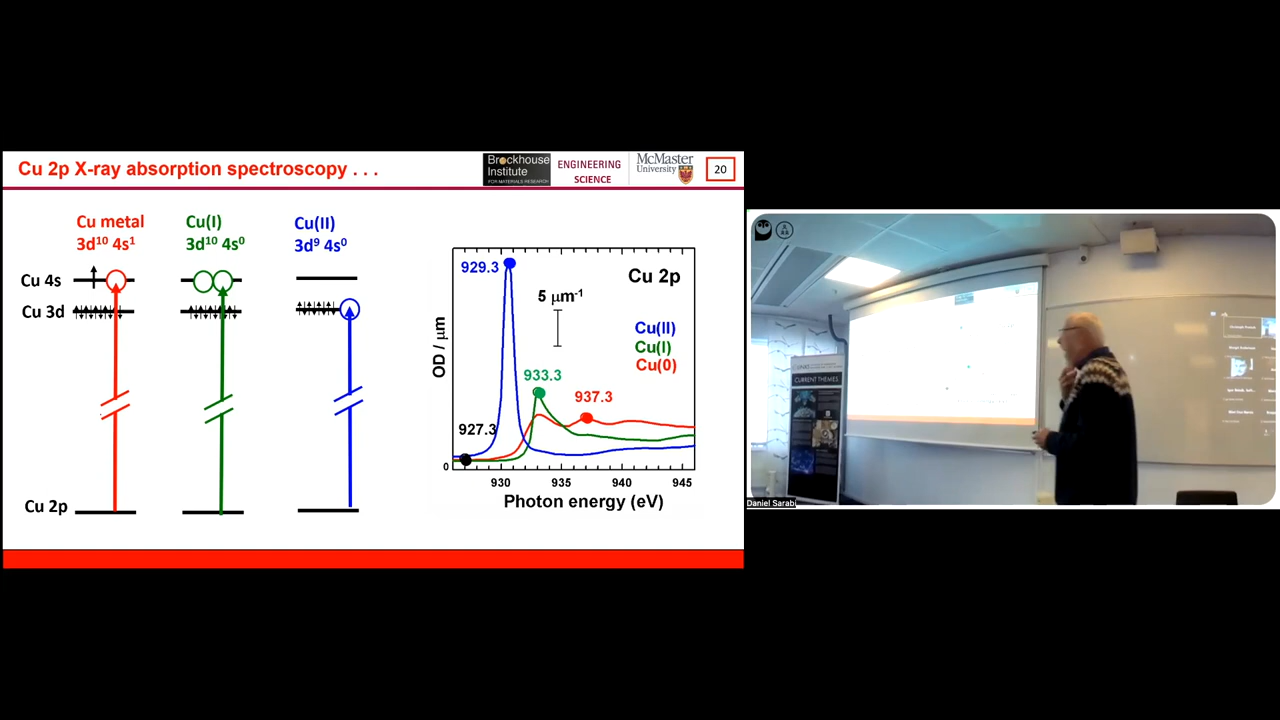 Cu 2p X-ray absorption spectroscopy . . .
Brockhouse
Institute
FOR MATERIALS RESEARCH
ENGINEERING
SCIENCE
McMaster
University
20
Cu metal
3d¹⁰ 4s¹
Cu(I)
3d¹⁰ 4s⁰
Cu(II)
3d⁹ 4s⁰
Cu 4s
Cu 3d
Cu 2p
929.3
Cu 2p
5 µm⁻¹
Cu(II)
Cu(I)
Cu(0)
933.3
937.3
927.3
OD / µm
0
930
935
940
945
Photon energy (eV)
CURRENT THEMES
Daniel Sarabi